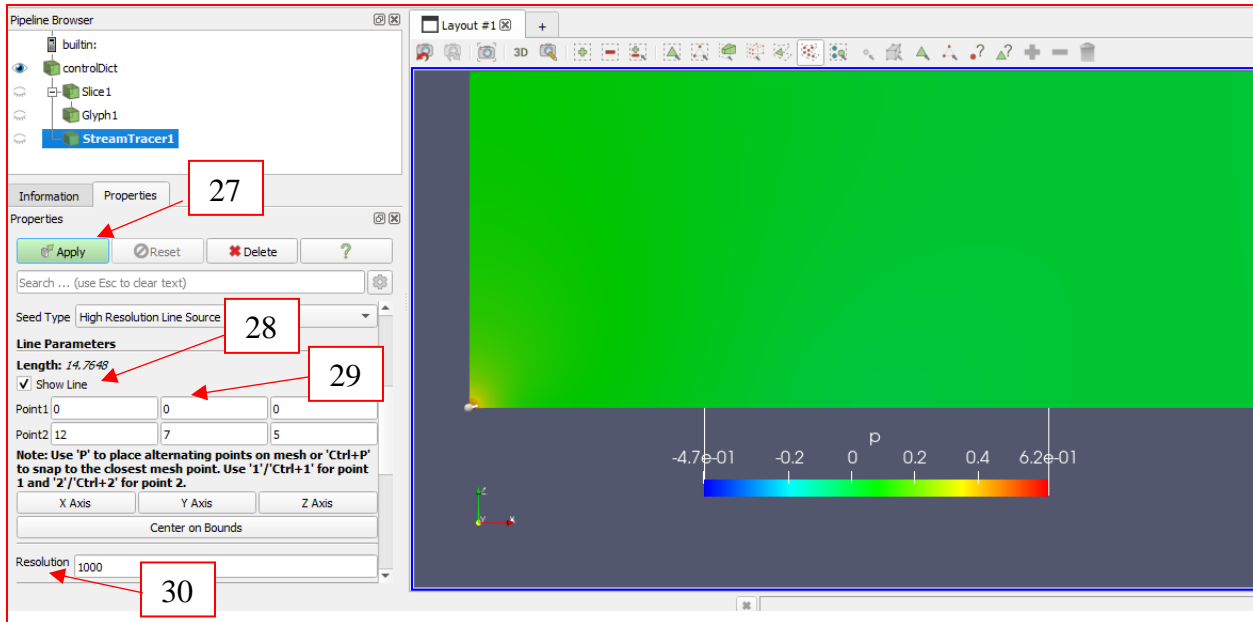 Pipeline Browser
builtin:
controlDict
Slice1
Glyph1
StreamTracer1
Information Properties
27
Properties
Apply Reset Delete ?
Search ... (use Esc to clear text)
Seed Type High Resolution Line Source
28
Line Parameters
Length: 14.7648
29
Show Line
Point1 0 0 0
Point2 12 7 5
Note: Use 'P' to place alternating points on mesh or 'Ctrl+P'
to snap to the closest mesh point. Use '1'/'Ctrl+1' for point
1 and '2'/'Ctrl+2' for point 2.
X Axis Y Axis Z Axis
Center on Bounds
Resolution 1000
30
Layout #1 +
3D
p
-4.7e-01 -0.2 0 0.2 0.4 6.2e-01
Z
Y X